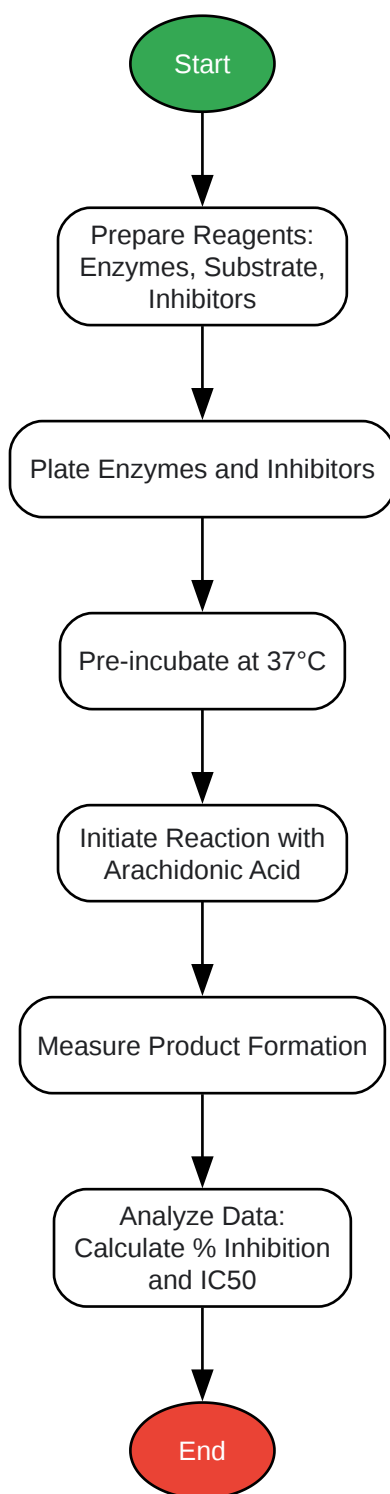 Start
Prepare Reagents:
Enzymes, Substrate,
Inhibitors
Plate Enzymes and Inhibitors
Pre-incubate at 37°C
Initiate Reaction with
Arachidonic Acid
Measure Product Formation
Analyze Data:
Calculate % Inhibition
and IC50
End